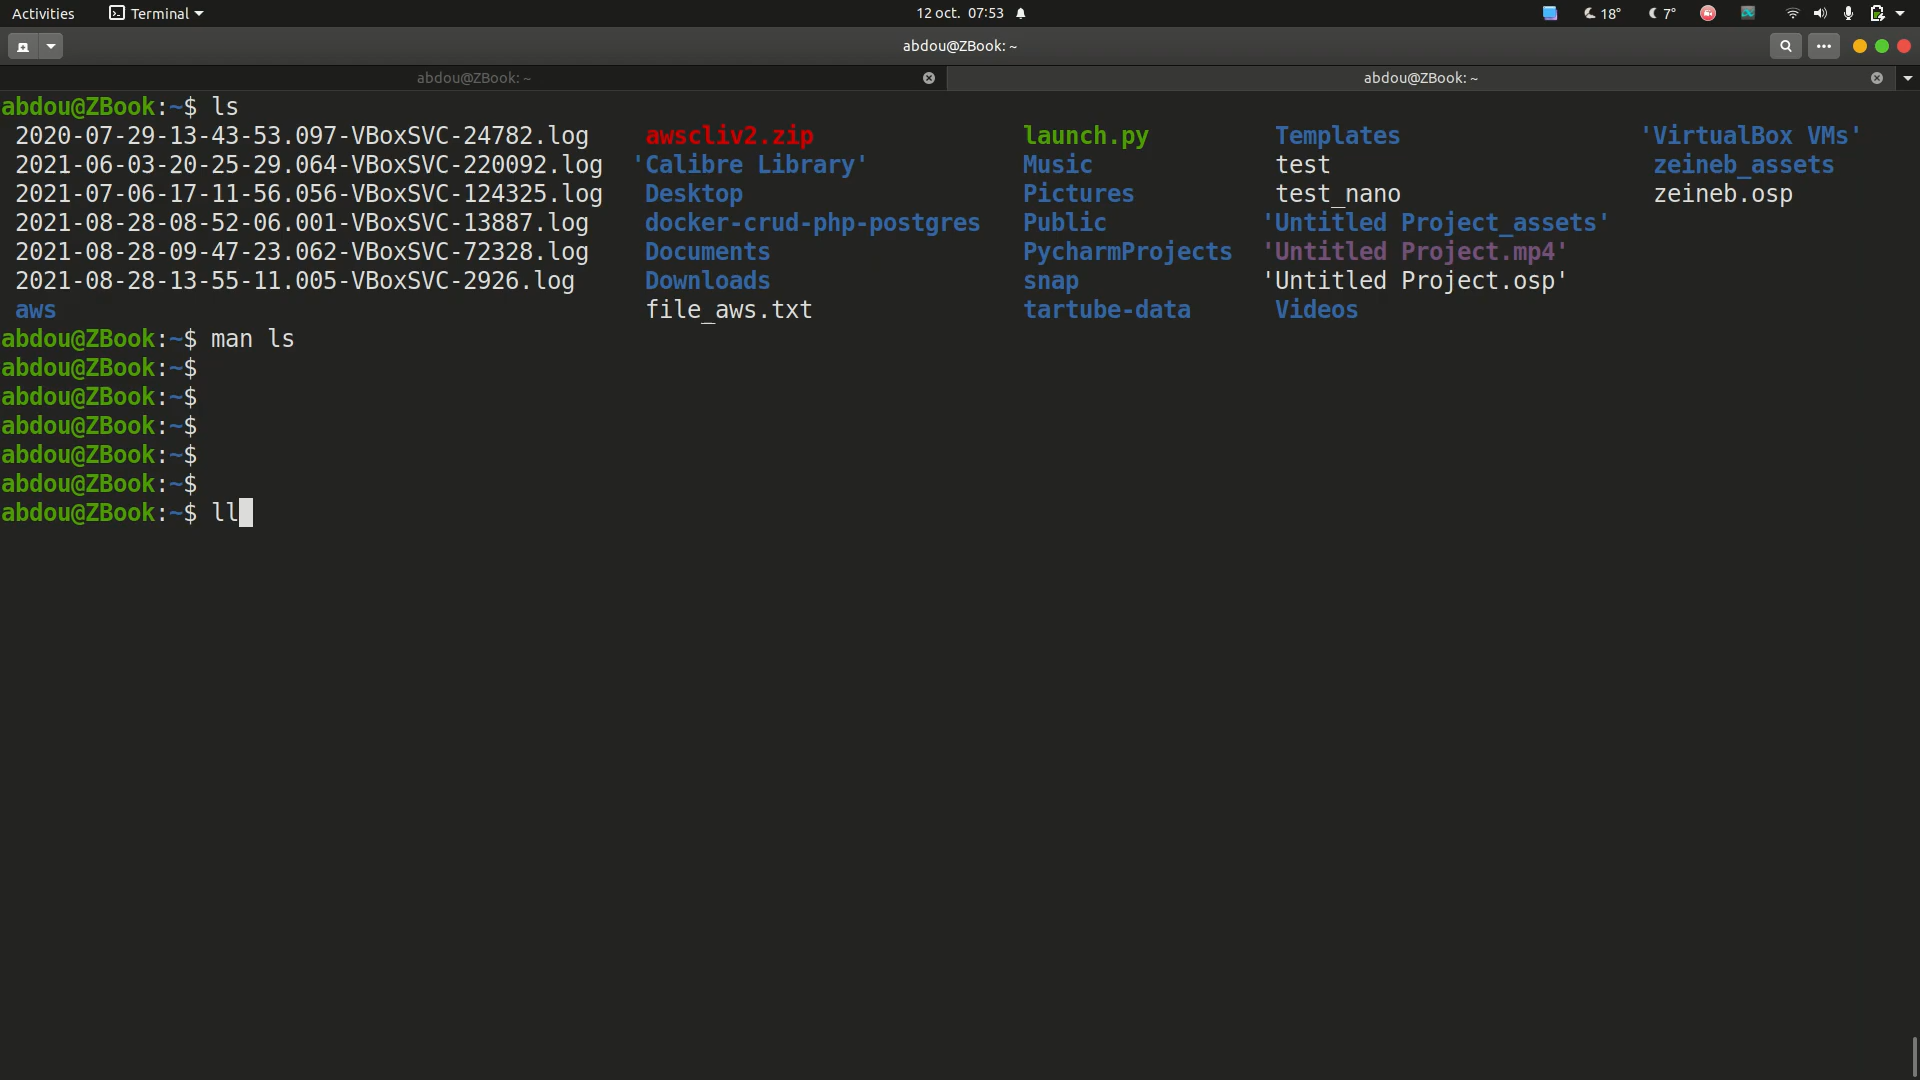 Activities Terminal 12 oct. 07:53 18° 7°
abdou@ZBook: ~
abdou@ZBook: ~ abdou@ZBook: ~
abdou@ZBook:~$ ls
2020-07-29-13-43-53.097-VBoxSVC-24782.log awscliv2.zip launch.py Templates 'VirtualBox VMs'
2021-06-03-20-25-29.064-VBoxSVC-220092.log 'Calibre Library' Music test zeineb_assets
2021-07-06-17-11-56.056-VBoxSVC-124325.log Desktop Pictures test_nano zeineb.osp
2021-08-28-08-52-06.001-VBoxSVC-13887.log docker-crud-php-postgres Public 'Untitled Project_assets'
2021-08-28-09-47-23.062-VBoxSVC-72328.log Documents PycharmProjects 'Untitled Project.mp4'
2021-08-28-13-55-11.005-VBoxSVC-2926.log Downloads snap 'Untitled Project.osp'
aws file_aws.txt tartube-data Videos
abdou@ZBook:~$ man ls
abdou@ZBook:~$
abdou@ZBook:~$
abdou@ZBook:~$
abdou@ZBook:~$
abdou@ZBook:~$
abdou@ZBook:~$ ll